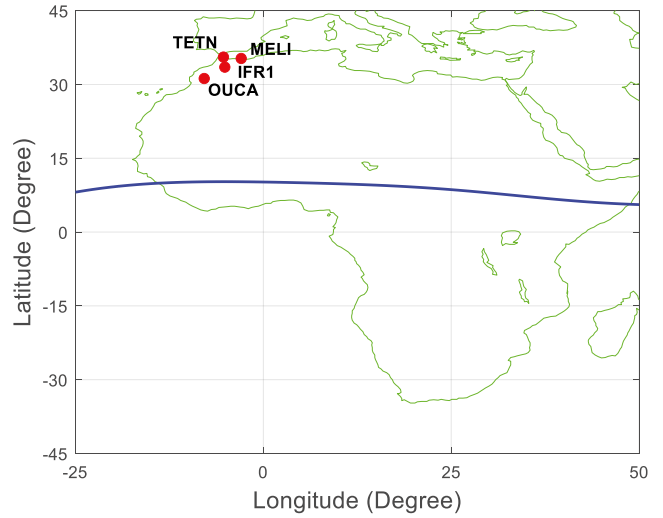 45
30
15
0
-15
-30
-45
Latitude (Degree)
TETN
MELI
IFR1
OUCA
-25
0
25
50
Longitude (Degree)